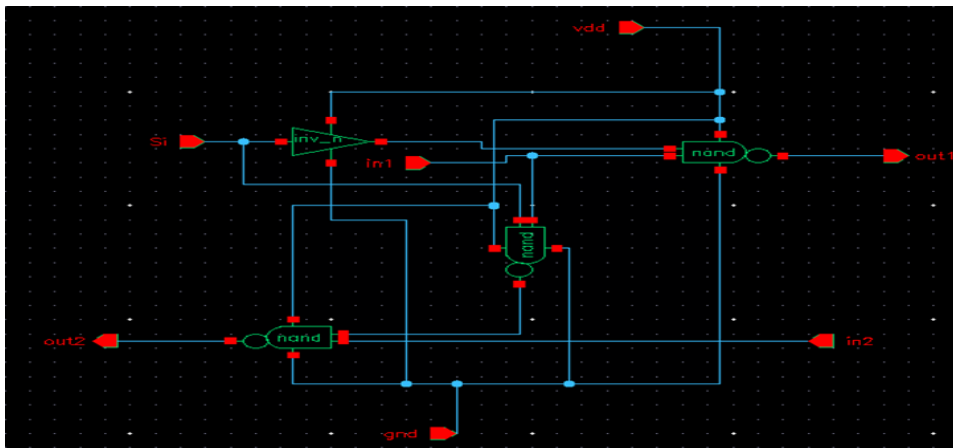 vdd
Si
inv_n
in1
nand
out1
nand
out2
nand
in2
gnd